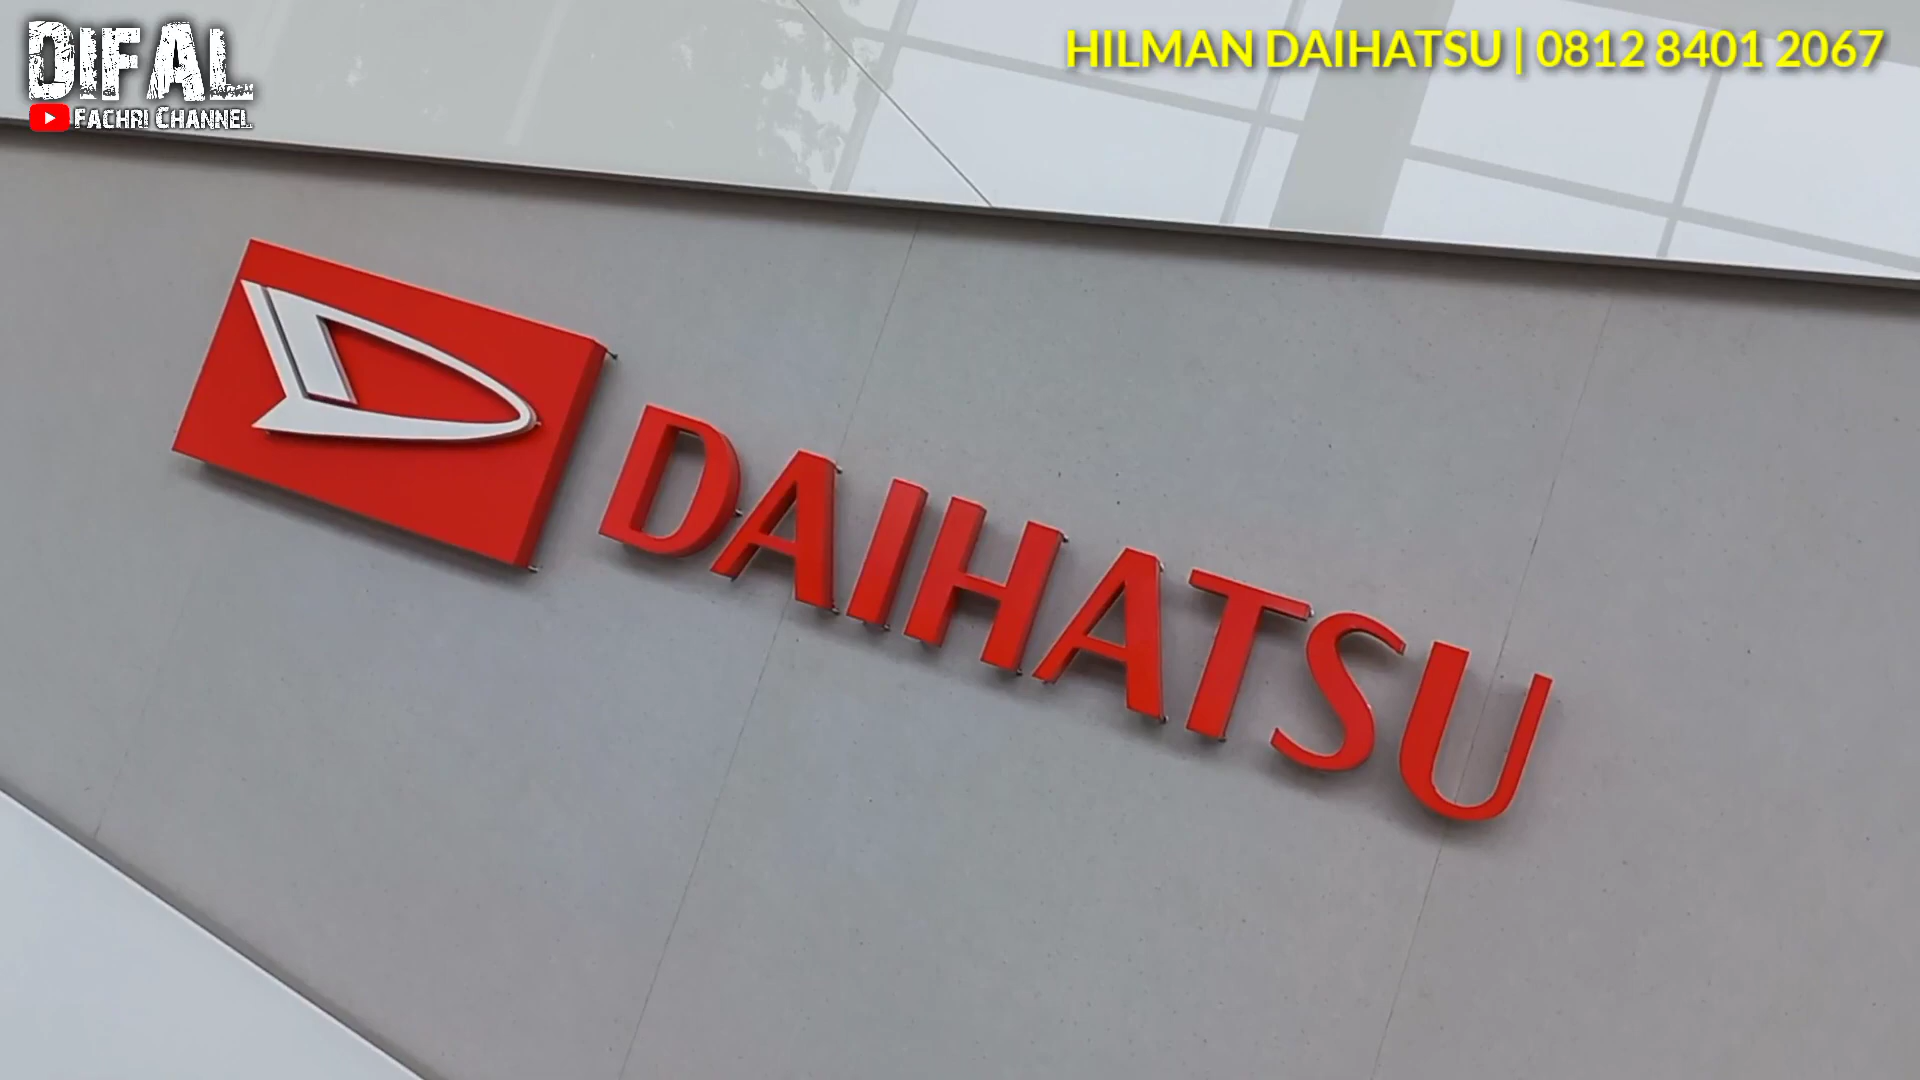 DIFAL
FACHRI CHANNEL
HILMAN DAIHATSU | 0812 8401 2067
DAIHATSU